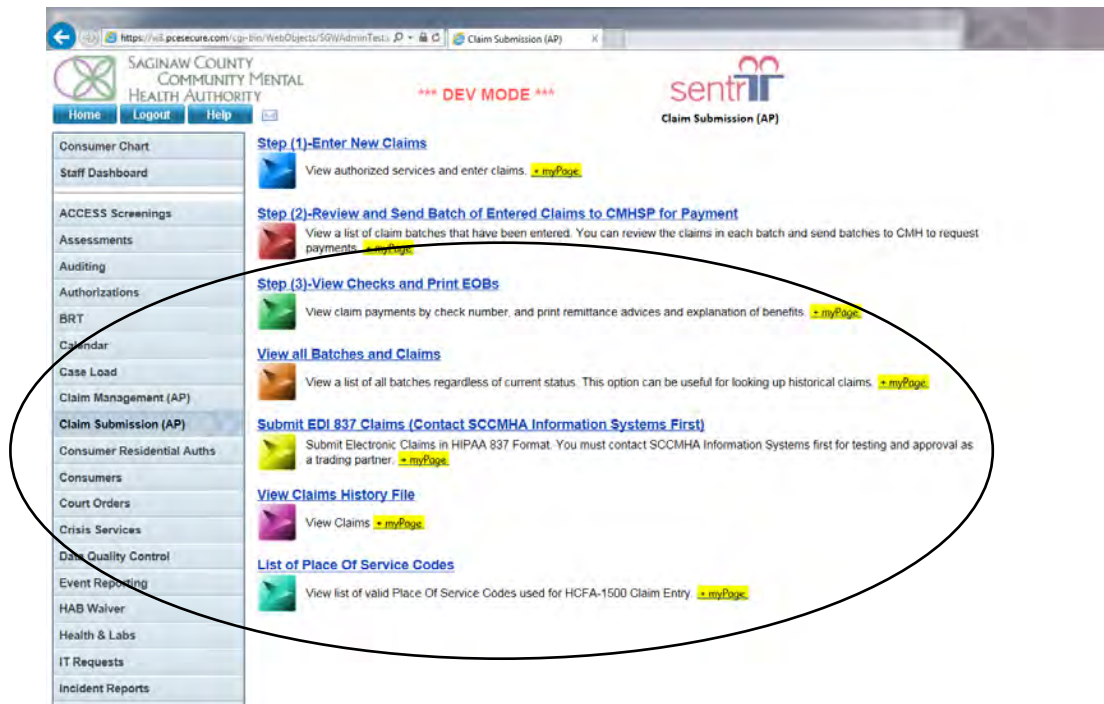 https://w3.pcesecure.com/cgi-bin/WebObjects/SGWAdminTest.
Claim Submission (AP)
SAGINAW COUNTY
COMMUNITY MENTAL
HEALTH AUTHORITY
*** DEV MODE ***
sentri
Claim Submission (AP)
Home Logout Help
Consumer Chart
Staff Dashboard
ACCESS Screenings
Assessments
Auditing
Authorizations
BRT
Calendar
Case Load
Claim Management (AP)
Claim Submission (AP)
Consumer Residential Auths
Consumers
Court Orders
Crisis Services
Data Quality Control
Event Reporting
HAB Waiver
Health & Labs
IT Requests
Incident Reports
Step (1)-Enter New Claims
View authorized services and enter claims. + myPage
Step (2)-Review and Send Batch of Entered Claims to CMHSP for Payment
View a list of claim batches that have been entered. You can review the claims in each batch and send batches to CMH to request
payments. + myPage
Step (3)-View Checks and Print EOBs
View claim payments by check number, and print remittance advices and explanation of benefits. + myPage
View all Batches and Claims
View a list of all batches regardless of current status. This option can be useful for looking up historical claims. + myPage
Submit EDI 837 Claims (Contact SCCMHA Information Systems First)
Submit Electronic Claims in HIPAA 837 Format. You must contact SCCMHA Information Systems first for testing and approval as
a trading partner. + myPage
View Claims History File
View Claims + myPage
List of Place Of Service Codes
View list of valid Place Of Service Codes used for HCFA-1500 Claim Entry. + myPage